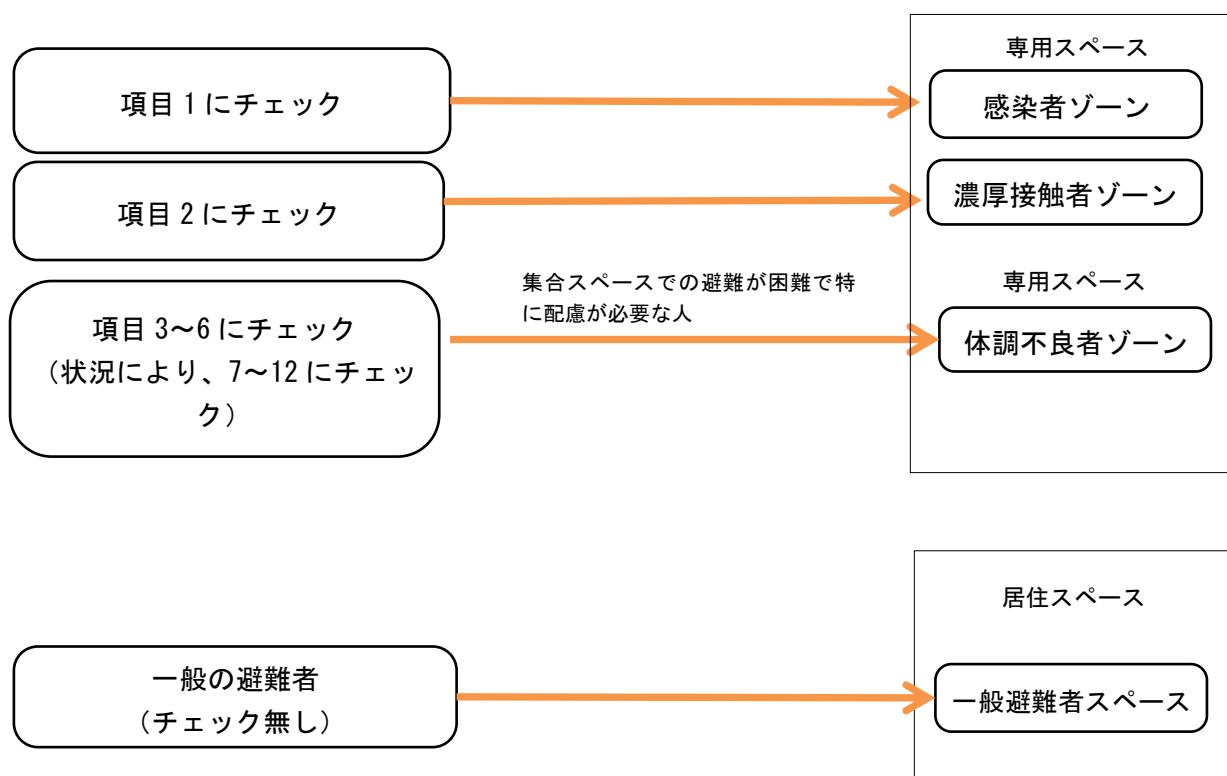 専用スペース
項目1にチェック
感染者ゾーン
項目2にチェック
濃厚接触者ゾーン
集合スペースでの避難が困難で特
に配慮が必要な人
専用スペース
項目3~6にチェック
(状況により、7~12にチェッ
ク)
体調不良者ゾーン
居住スペース
一般の避難者
(チェック無し)
一般避難者スペース